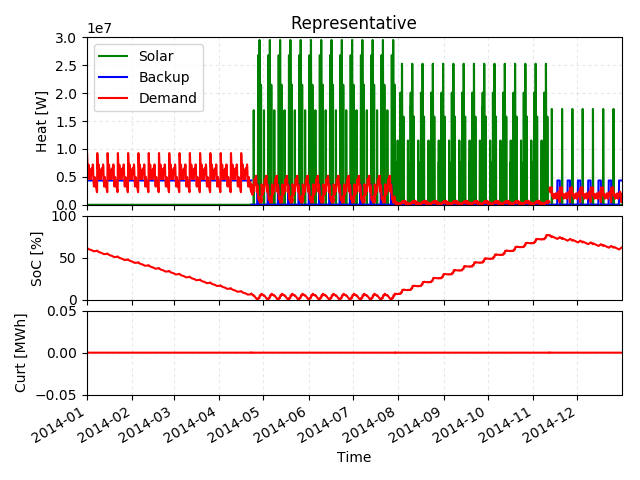 Representative
1e7
Heat [W]
3.0
2.5
2.0
1.5
1.0
0.5
0.0
Solar
Backup
Demand
SoC [%]
100
50
0
Curt [MWh]
0.05
0.00
−0.05
2014-01
2014-02
2014-03
2014-04
2014-05
2014-06
2014-07
2014-08
2014-09
2014-10
2014-11
2014-12
Time